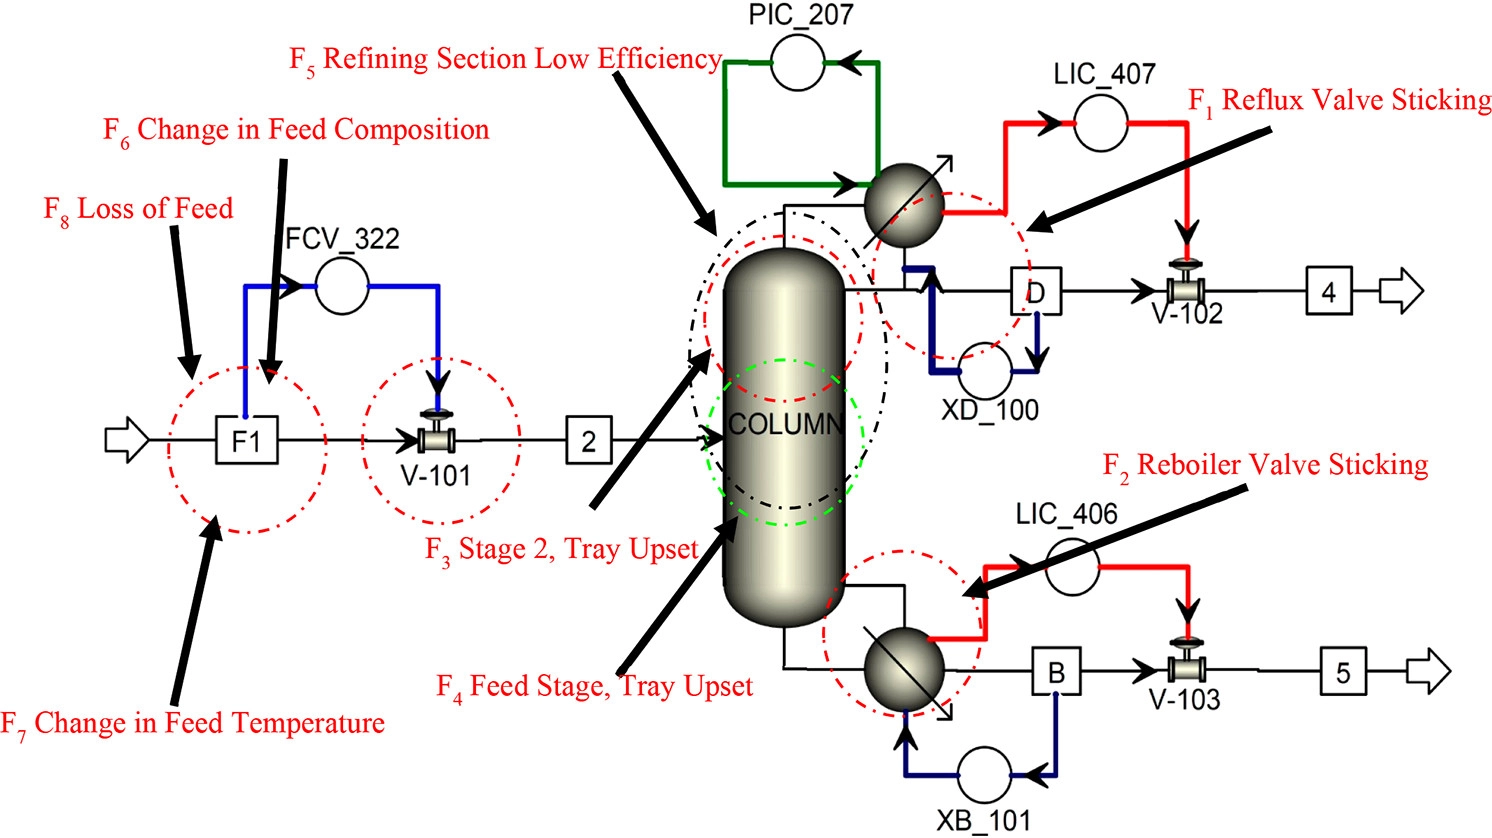 PIC_207
F5 Refining Section Low Efficiency
LIC_407
F1 Reflux Valve Sticking
F6 Change in Feed Composition
F8 Loss of Feed
FCV_322
D
4
V-102
XD_100
COLUMN
F1
2
V-101
F2 Reboiler Valve Sticking
LIC_406
F3 Stage 2, Tray Upset
F4 Feed Stage, Tray Upset
B
5
V-103
F7 Change in Feed Temperature
XB_101